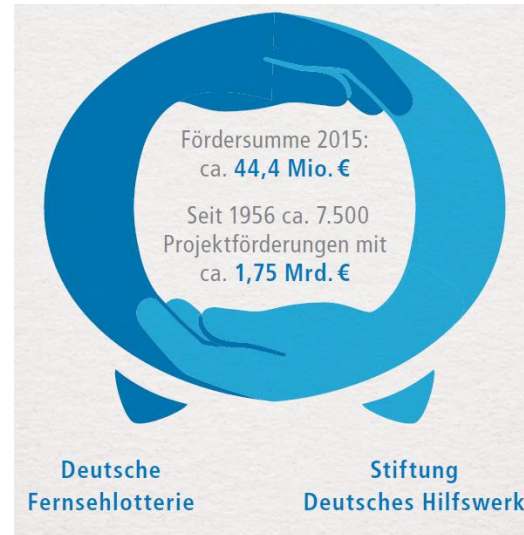 Fördersumme 2015:
ca. 44,4 Mio. €
Seit 1956 ca. 7.500
Projektförderungen mit
ca. 1,75 Mrd. €
Deutsche
Fernsehlotterie
Stiftung
Deutsches Hilfswerk